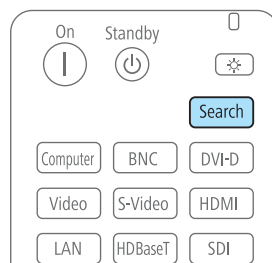 On Standby
Search
Computer BNC DVI-D
Video S-Video HDMI
LAN HDBaseT SDI